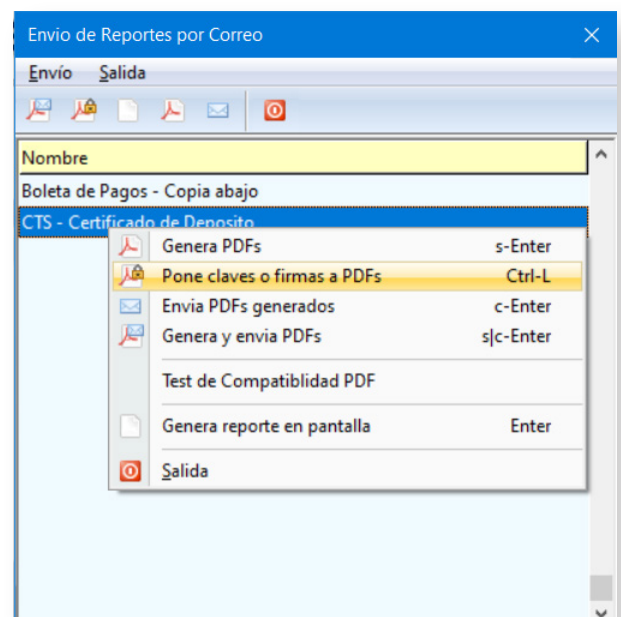 Envio de Reportes por Correo
Envío Salida
Nombre
Boleta de Pagos - Copia abajo
CTS - Certificado de Deposito
Genera PDFs s-Enter
Pone claves o firmas a PDFs Ctrl-L
Envia PDFs generados c-Enter
Genera y envia PDFs s|c-Enter
Test de Compatiblidad PDF
Genera reporte en pantalla Enter
Salida